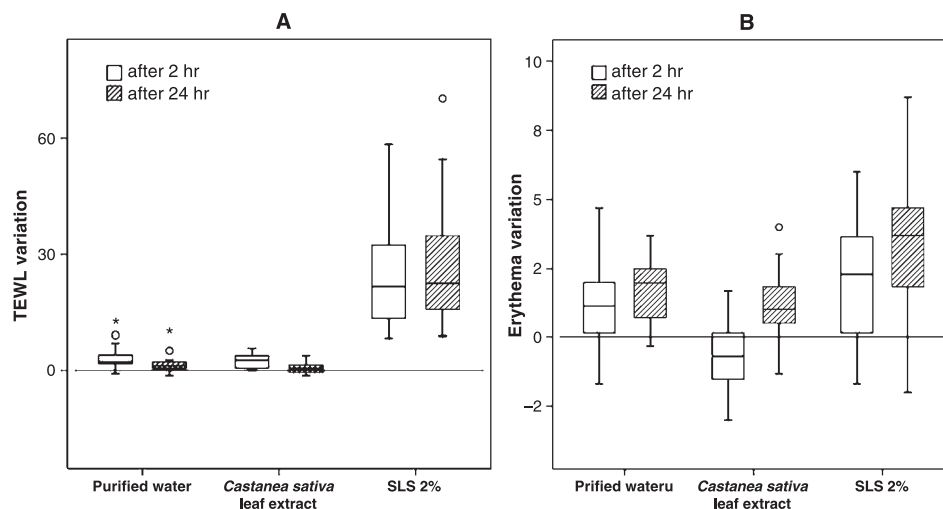 A
TEWL variation
after 2 hr
after 24 hr
60
30
0
*
*
Purified water
Castanea sativa
leaf extract
SLS 2%
B
Erythema variation
after 2 hr
after 24 hr
10
8
5
2
0
−2
Prified wateru
Castanea sativa
leaf extract
SLS 2%